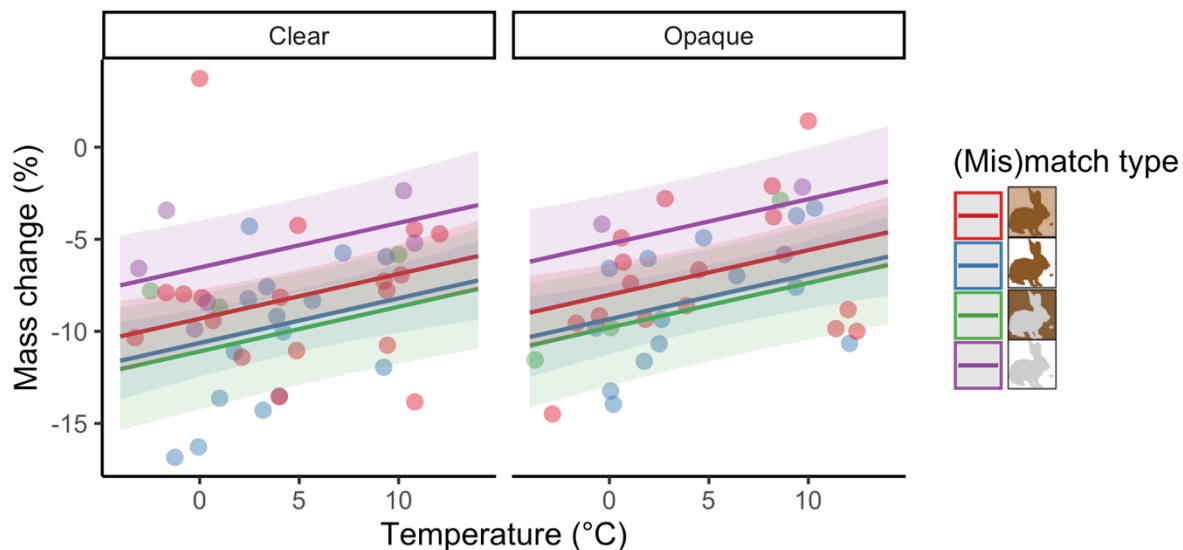 Clear
Opaque
Mass change (%)
0
-5
-10
-15
0
5
10
0
5
10
Temperature (°C)
(Mis)match type